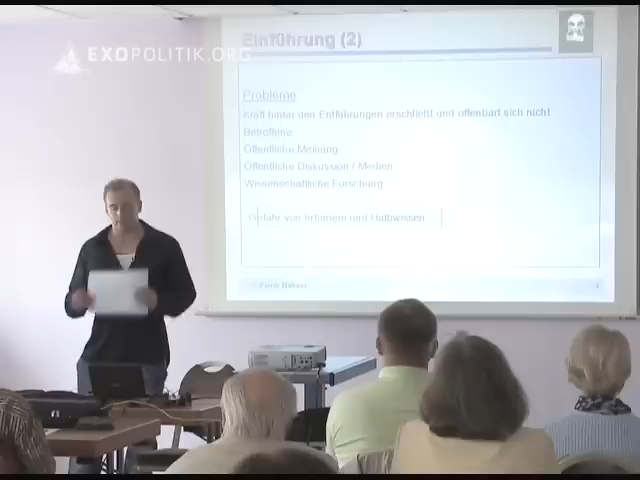 EXOPOLITIK.ORG
Einführung (2)
Probleme
Kraft hinter den Entführungen erschließt und offenbart sich nicht
Betroffene
Öffentliche Meinung
Öffentliche Diskussion / Medien
Wissenschaftliche Forschung
Gefahr von Irrtümern und Halbwissen